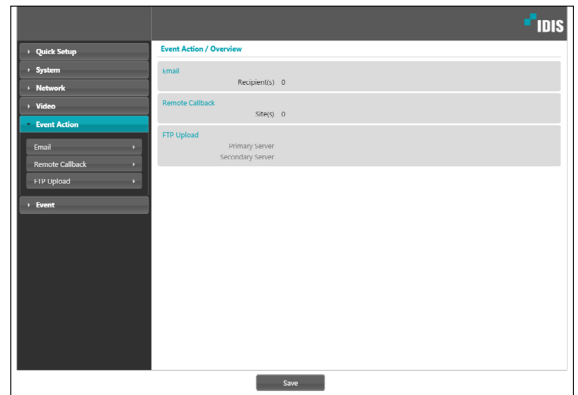 IDIS
Quick Setup
System
Network
Video
Event Action
Email
Remote Callback
FTP Upload
Event
Event Action / Overview
Email
Recipient(s) 0
Remote Callback
Site(s) 0
FTP Upload
Primary Server
Secondary Server
Save